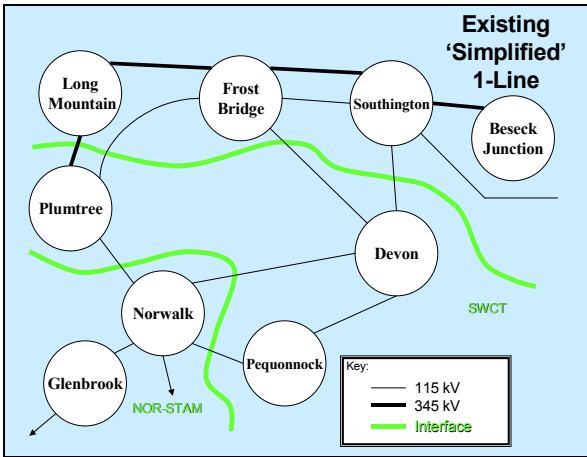 Existing
‘Simplified’
1-Line
Long
Mountain
Frost
Bridge
Southington
Beseck
Junction
Plumtree
Devon
SWCT
Norwalk
Pequonnock
Glenbrook
NOR-STAM
Key:
115 kV
345 kV
Interface